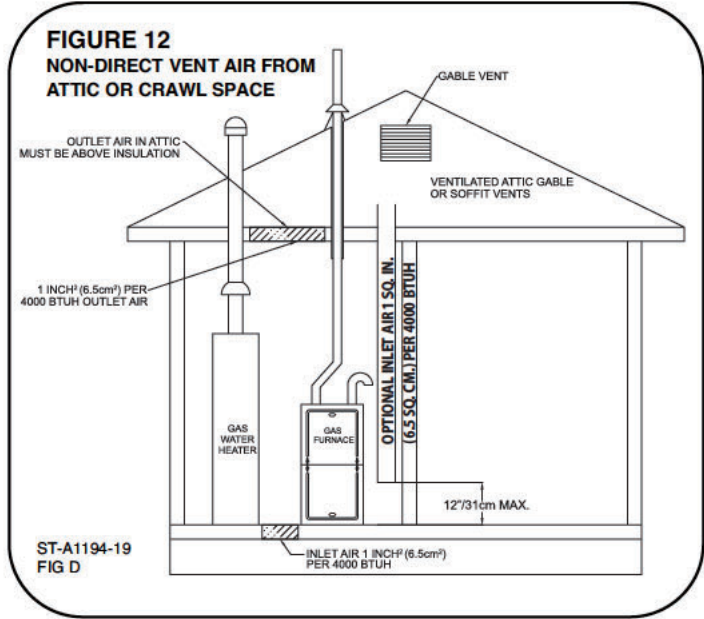 FIGURE 12
NON-DIRECT VENT AIR FROM
ATTIC OR CRAWL SPACE
GABLE VENT
OUTLET AIR IN ATTIC
MUST BE ABOVE INSULATION
VENTILATED ATTIC GABLE
OR SOFFIT VENTS
1 INCH² (6.5cm²) PER
4000 BTUH OUTLET AIR
OPTIONAL INLET AIR 1 SQ. IN.
(6.5 SQ. CM.) PER 4000 BTUH
GAS
WATER
HEATER
GAS
FURNACE
12"/31cm MAX.
INLET AIR 1 INCH² (6.5cm²)
PER 4000 BTUH
ST-A1194-19
FIG D